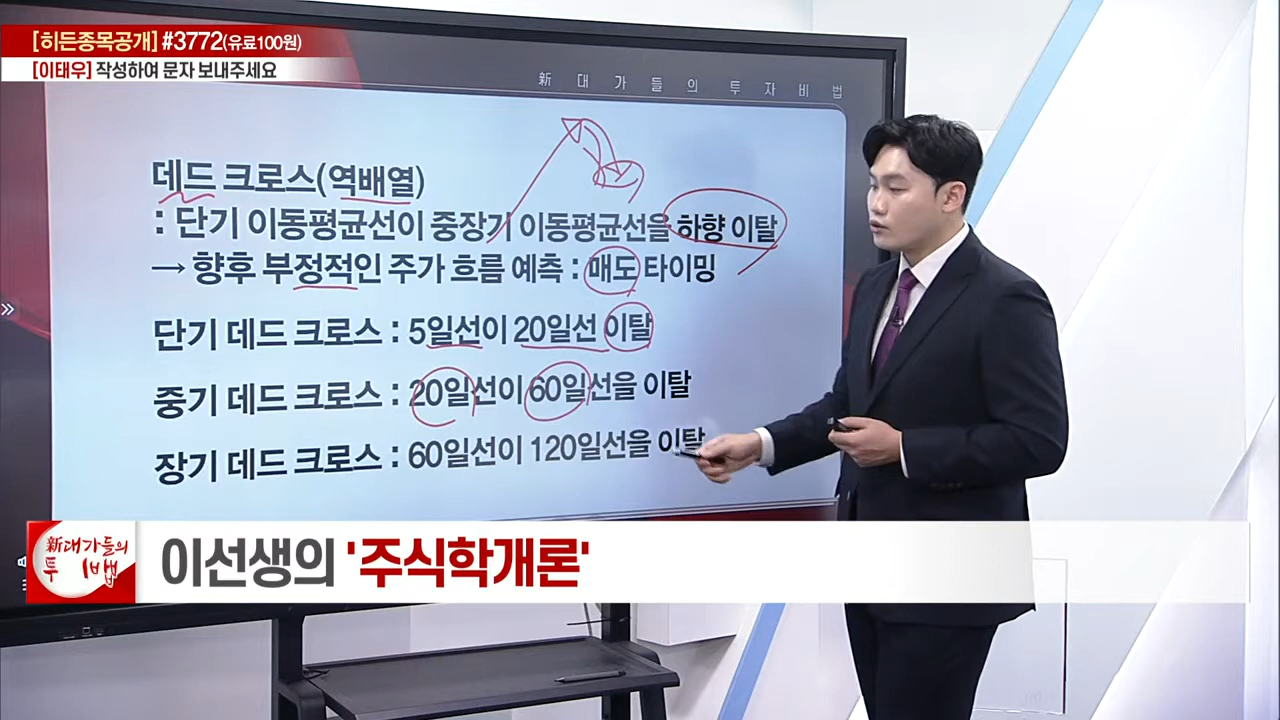 [히든종목공개] #3772(유료100원)
[이태우] 작성하여 문자 보내주세요
新 대 가 들 의 투 자 비 법
데드 크로스(역배열)
: 단기 이동평균선이 중장기 이동평균선을 하향 이탈
→ 향후 부정적인 주가 흐름 예측 : 매도 타이밍
단기 데드 크로스 : 5일선이 20일선 이탈
중기 데드 크로스 : 20일선이 60일선을 이탈
장기 데드 크로스 : 60일선이 120일선을 이탈
»
新대가들의
투
이선생의 '주식학개론'